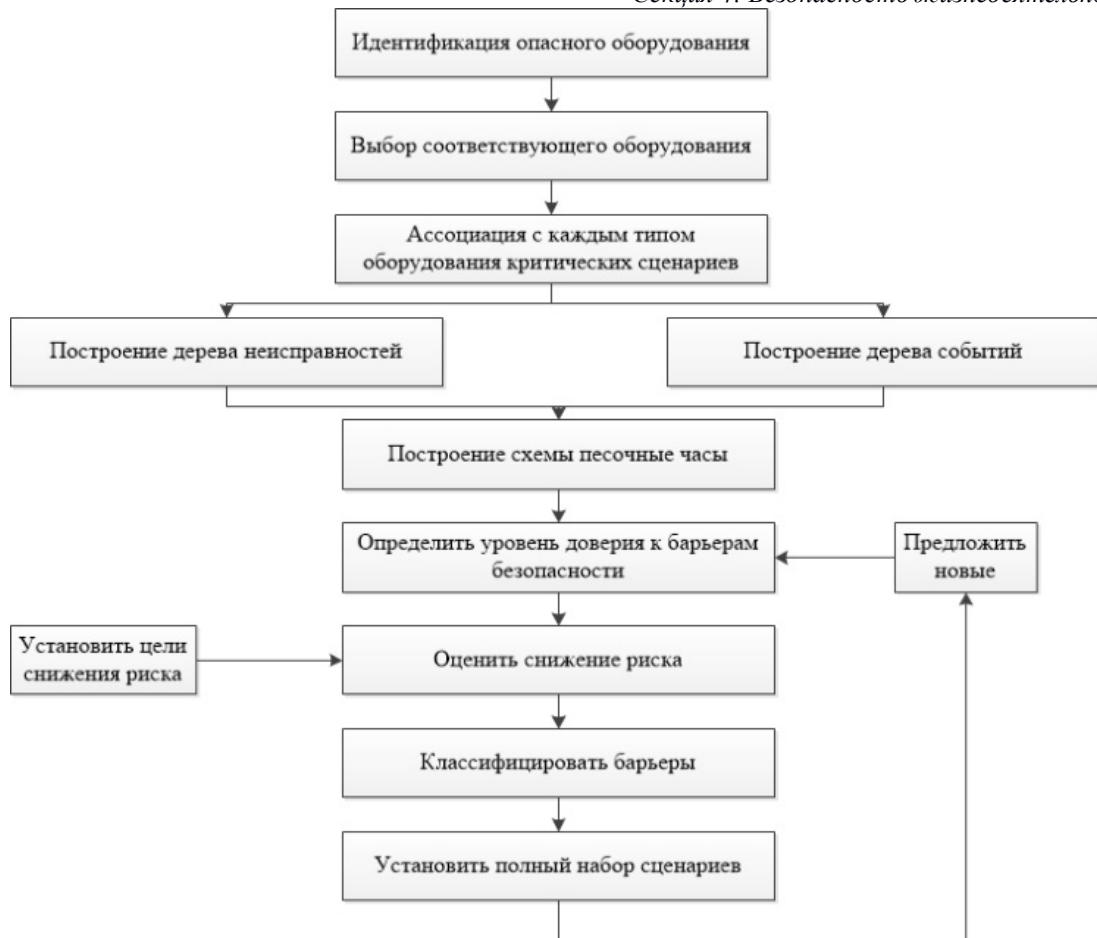 Идентификация опасного оборудования
Выбор соответствующего оборудования
Ассоциация с каждым типом
оборудования критических сценариев
Построение дерева неисправностей
Построение дерева событий
Построение схемы песочные часы
Определить уровень доверия к барьерам
безопасности
Предложить
новые
Установить цели
снижения риска
Оценить снижение риска
Классифицировать барьеры
Установить полный набор сценариев